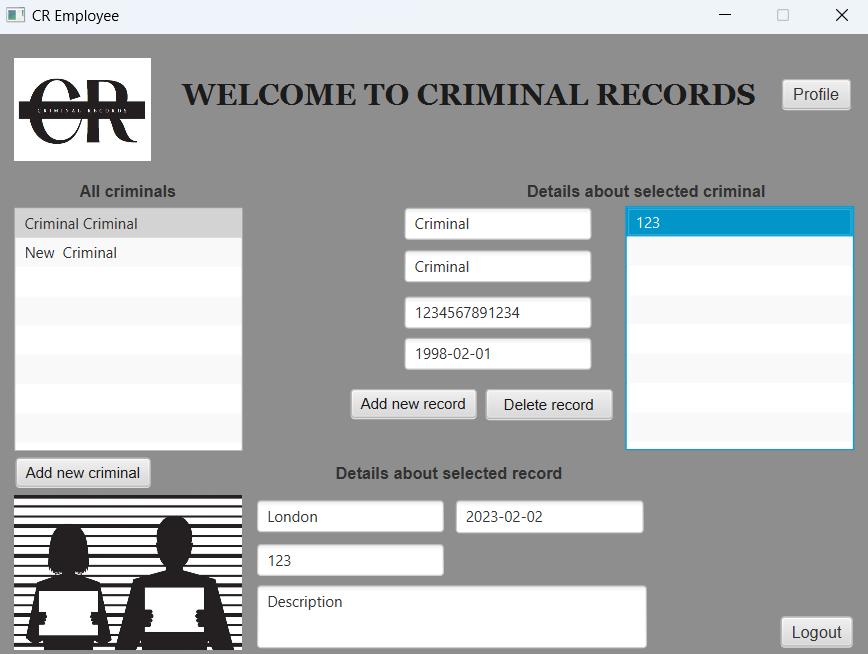 CR Employee
CR
CRIMINAL RECORDS
WELCOME TO CRIMINAL RECORDS
Profile
All criminals
Details about selected criminal
Criminal Criminal
New  Criminal
Criminal
Criminal
1234567891234
1998-02-01
123
Add new record
Delete record
Add new criminal
Details about selected record
London
2023-02-02
123
Description
Logout